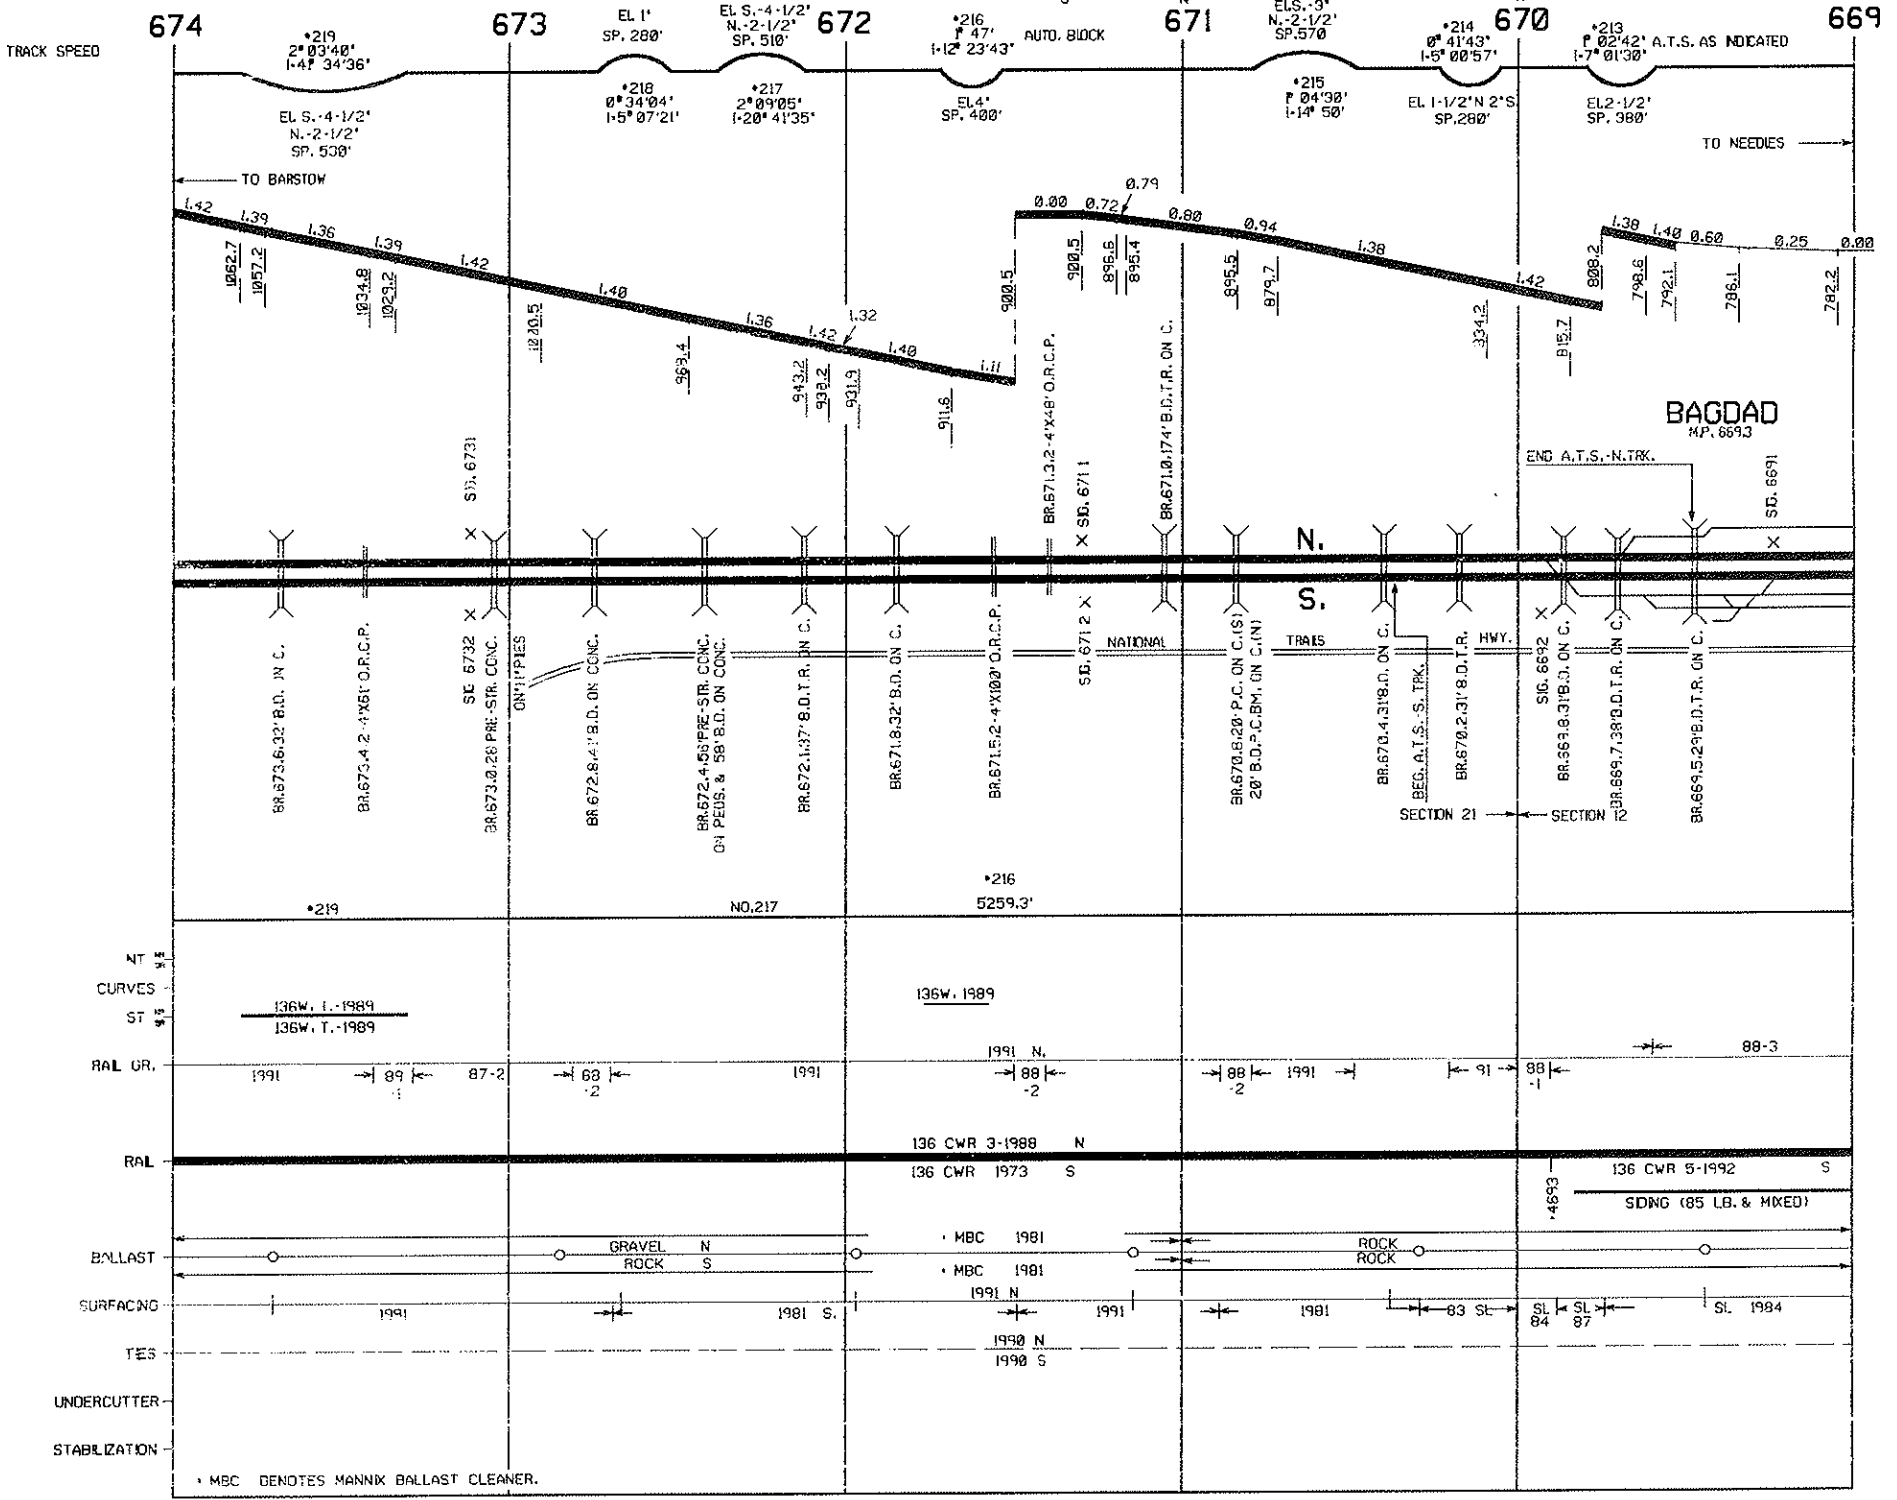 674
673
672
671
670
669
TRACK SPEED
•219
2° 03'40"
I-41° 34'36"
EL 1"
SP. 280'
EL S.-4-1/2"
N.-2-1/2"
SP. 510'
•216
1° 47'
I-12° 23'43"
AUTO. BLOCK
ELS.-3"
N.-2-1/2"
SP.570
•214
0° 41'43"
I-5° 00'57"
•213
1° 02'42"
I-7° 01'30"
A.T.S. AS INDICATED
EL S.-4-1/2"
N.-2-1/2"
SP. 530'
•218
0° 34'04"
I-5° 07'21"
•217
2° 09'05"
I-20° 41'35"
EL4"
SP. 400'
•215
1° 04'30"
I-14° 50'
EL 1-1/2"N 2"S.
SP.280'
EL2-1/2"
SP. 380'
TO NEEDLES
TO BARSTOW
1.42
1.39
1.36
1.39
1.42
1.40
1.36
1.42
1.32
1.40
1.11
0.00
0.72
0.79
0.80
0.94
1.38
1.42
1.38
1.40
0.60
0.25
0.00
1062.7
1057.2
1034.8
1029.2
943.2
938.2
931.9
911.6
900.5
900.5
896.6
895.4
879.7
815.7
808.2
798.6
792.1
786.1
782.2
BAGDAD
M.P. 669.3
END A.T.S.-N.TRK.
SIG. 6731
SIG. 6711
SIG. 6691
N.
S.
SIG 6732
SIG. 6712
SIG. 6692
NATIONAL
TRAILS
HWY.
BR.673.6.32' B.D. ON C.
BR.673.4.2-4'X61' O.R.C.P.
BR.673.0.28 PRE-STR. CONC.
BR.672.8.41' B.D. ON CONC.
BR.672.4.56' PRE-STR. CONC.
ON PEDS. & 58' B.D. ON CONC.
BR.672.1.37' B.D.T.R. ON C.
BR.671.8.32' B.D. ON C.
BR.671.5.2-4'X100' O.R.C.P.
BR.671.3.2-4'X48' O.R.C.P.
BR.671.0.174' B.D.T.R. ON C.
BR.670.8.20' P.C. ON C.(S)
20' B.D.P.C.BM. ON C.(N)
BR.670.4.31'B.D. ON C.
BEG. A.T.S.-S.TRK.
BR.670.2.31' B.D.T.R.
BR.669.8.31'B.D. ON C.
BR.669.7.38'B.D.T.R. ON C.
BR.669.5.29'B.D.T.R. ON C.
SECTION 21
SECTION 12
•219
NO.217
•216
5259.3'
NT
CURVES
ST
136W. I.-1989
136W. T.-1989
136W. 1989
RAIL GR.
1991
89
-1
87-2
68
-2
1991
1991 N.
88
-2
88
-2
1991
91
88
-1
88-3
RAIL
136 CWR 3-1988 N
136 CWR 1973 S
136 CWR 5-1992 S
•4693
SIDING (85 LB. & MIXED)
BALLAST
GRAVEL N
ROCK S
• MBC 1981
• MBC 1981
ROCK
ROCK
SURFACING
1991
1981 S.
1991 N
1991
1981
83 SL
SL
84
SL
87
SL 1984
TIES
1990 N
1990 S
UNDERCUTTER
STABILIZATION
• MBC DENOTES MANNIX BALLAST CLEANER.